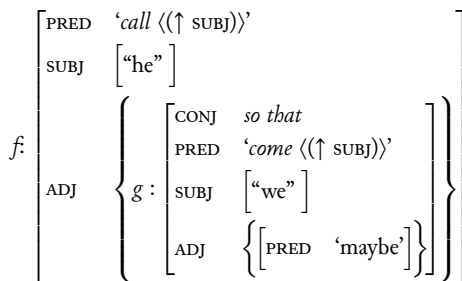 PRED ‘call ⟨(↑ SUBJ)⟩’
SUBJ [“he” ]
f:
ADJ { g : [
CONJ so that
PRED ‘come ⟨(↑ SUBJ)⟩’
SUBJ [“we” ]
ADJ {[PRED ‘maybe’]}
] }